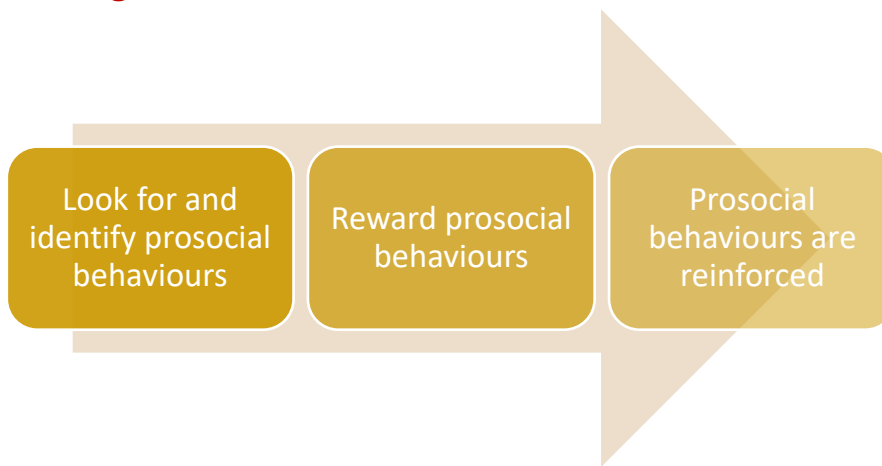 Look for and
identify prosocial
behaviours
Reward prosocial
behaviours
Prosocial
behaviours are
reinforced